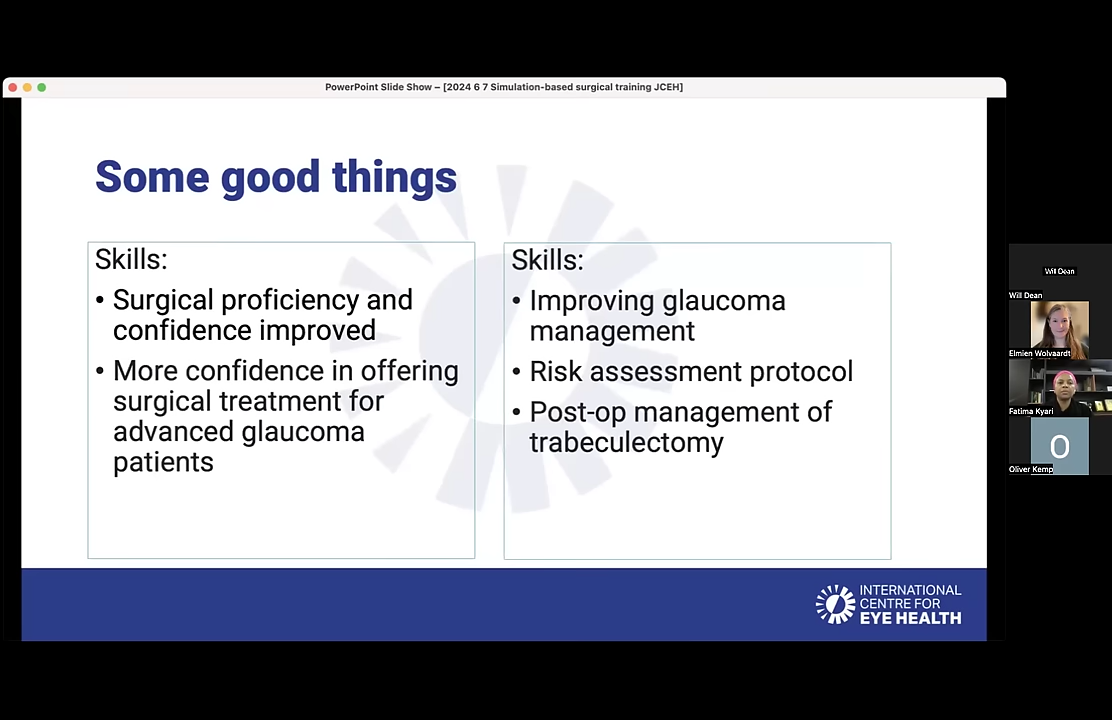 PowerPoint Slide Show – [2024 6 7 Simulation-based surgical training JCEH]
Some good things
Skills:
• Surgical proficiency and
confidence improved
• More confidence in offering
surgical treatment for
advanced glaucoma
patients
Skills:
• Improving glaucoma
management
• Risk assessment protocol
• Post-op management of
trabeculectomy
INTERNATIONAL
CENTRE FOR
EYE HEALTH
Will Dean
Will Dean
Elmien Wolvaardt
Fatima Kyari
O
Oliver Kemp